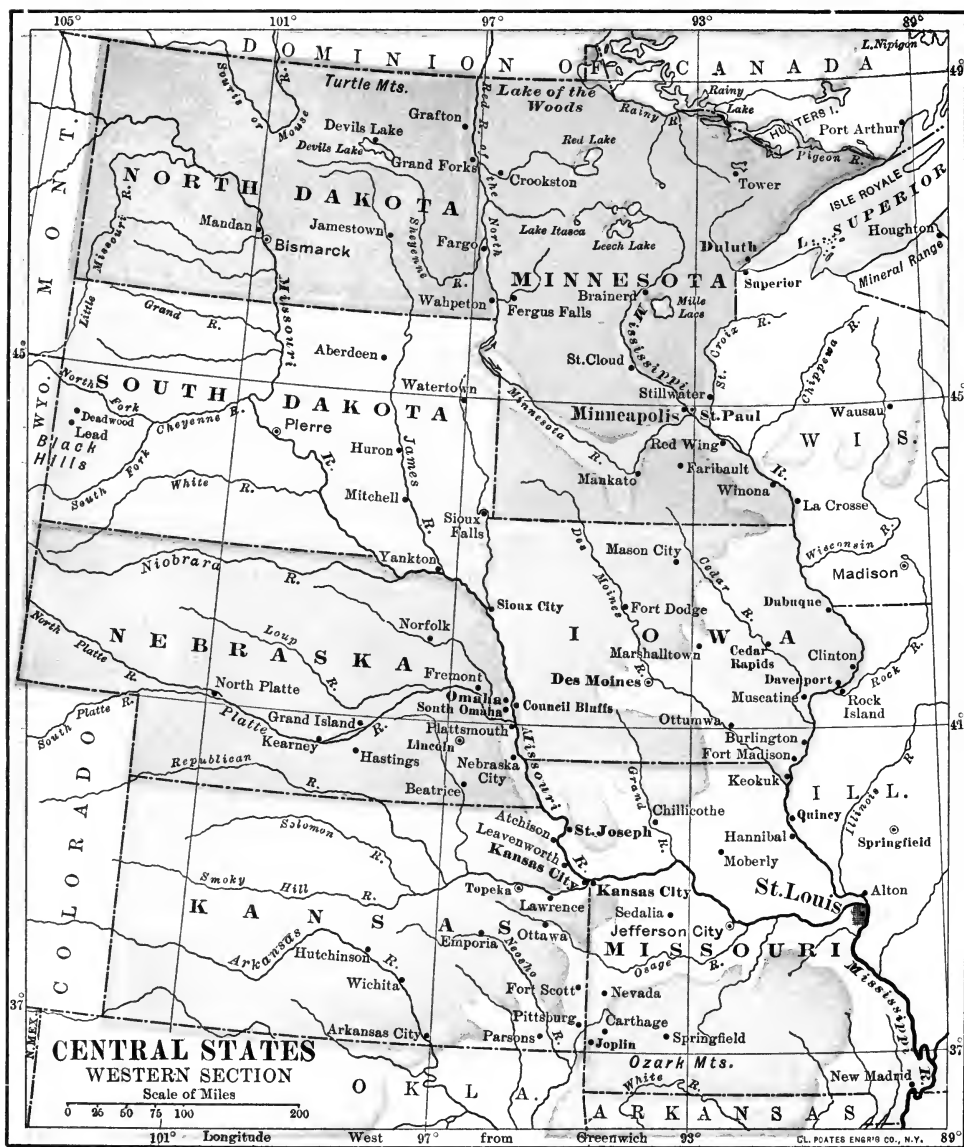 105° 101° 97° 93° 89°
DOMINION OF CANADA
L. Nipigon
49°
Souris or Mouse R.
Turtle Mts.
Red R. of the North
Lake of the Woods
Rainy R.
Rainy Lake
HUNTERS I.
Port Arthur
Pigeon R.
Grafton
Devils Lake
Devils Lake
Grand Forks
Crookston
Red Lake
Tower
ISLE ROYALE
L. SUPERIOR
Houghton
Mineral Range
MONT.
NORTH DAKOTA
Little Missouri R.
Mandan
Bismarck
Jamestown
Sheyenne R.
Fargo
Lake Itasca
Leech Lake
Duluth
Superior
MINNESOTA
Wahpeton
Fergus Falls
Brainerd
Mille Lacs
Mississippi R.
St. Croix R.
Chippewa R.
Missouri R.
Grand R.
Aberdeen
St.Cloud
45°
45°
WYO.
North Fork
Deadwood
Lead
Black Hills
SOUTH DAKOTA
Cheyenne R.
Pierre
Watertown
Stillwater
Minneapolis
St. Paul
Wausau
WIS.
Minnesota R.
Red Wing
Faribault
Mankato
Winona
La Crosse
Huron
James R.
Mitchell
South Fork
White R.
Sioux Falls
Wisconsin R.
Madison
Yankton
Niobrara R.
Mason City
Des Moines R.
Cedar R.
Sioux City
Fort Dodge
Dubuque
NEBRASKA
Norfolk
Loup R.
IOWA
Marshalltown
Cedar Rapids
Clinton
North Platte R.
North Platte
Fremont
Omaha
South Omaha
Council Bluffs
Des Moines
Davenport
Muscatine
Rock Island
Rock R.
41°
South Platte R.
Platte R.
Grand Island
Kearney
Hastings
Plattsmouth
Lincoln
Nebraska City
Beatrice
Missouri R.
Ottumwa
Burlington
Fort Madison
Keokuk
Republican R.
COLORADO
Grand R.
Chillicothe
ILL.
Illinois R.
Quincy
Springfield
Hannibal
Moberly
Solomon R.
Atchison
Leavenworth
Kansas City
St. Joseph
Kansas City
Smoky Hill R.
Topeka
Lawrence
St. Louis
Alton
KANSAS
Emporia
Ottawa
Sedalia
Jefferson City
MISSOURI
Osage R.
Mississippi R.
Arkansas R.
Hutchinson
Wichita
Neosho R.
Fort Scott
Nevada
37°
37°
N.MEX.
Arkansas City
Parsons
Pittsburg
Carthage
Joplin
Springfield
Ozark Mts.
White R.
New Madrid
CENTRAL STATES
WESTERN SECTION
Scale of Miles
0 25 50 75 100 200
OKLA.
ARKANSAS
101° Longitude West 97° from Greenwich 93° 89°
C.L. POATES ENGR'G CO., N.Y.